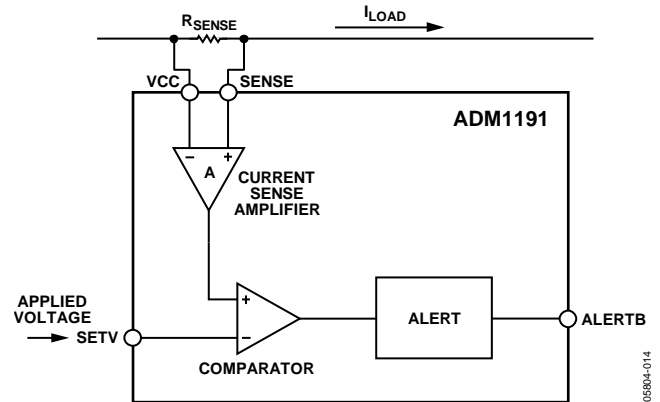 RSENSE
ILOAD
VCC
SENSE
ADM1191
− +
A
CURRENT
SENSE
AMPLIFIER
APPLIED
VOLTAGE
SETV
+
−
COMPARATOR
ALERT
ALERTB
05804-014